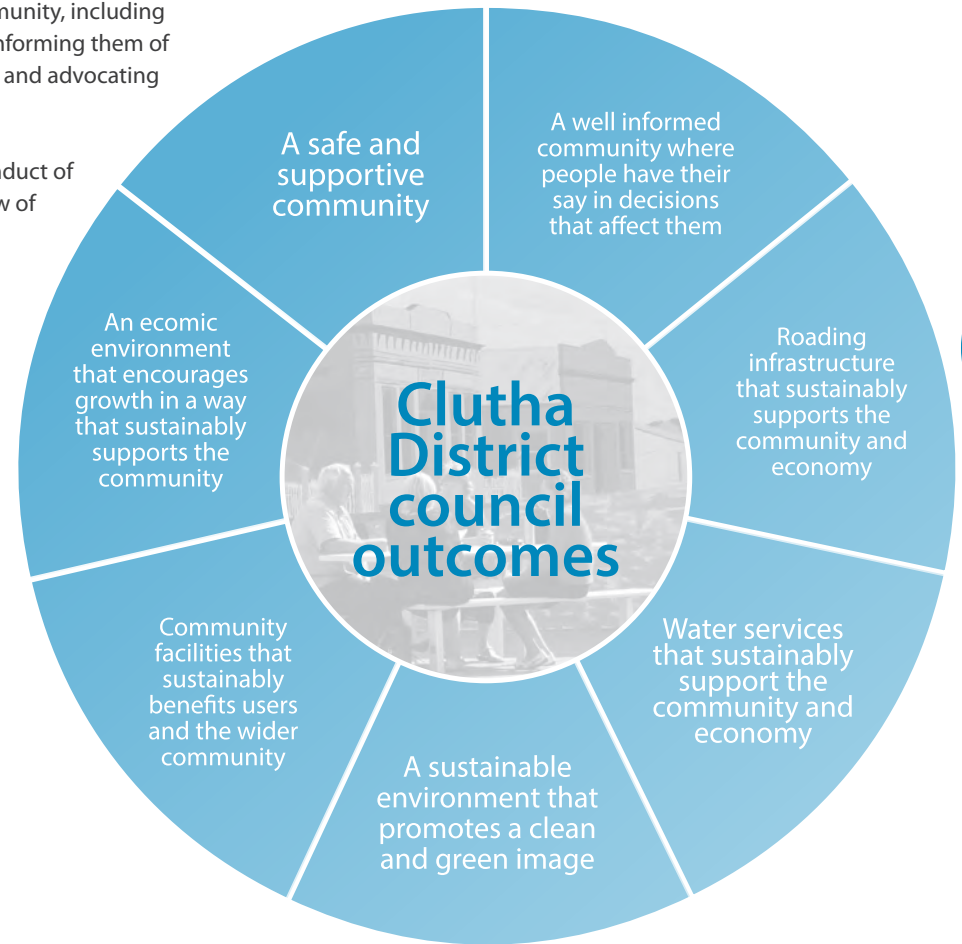 munity, including
nforming them of
and advocating
duct of
w of
A safe and
supportive
community
A well informed
community where
people have their
say in decisions
that affect them
Roading
infrastructure
that sustainably
supports the
community and
economy
Water services
that sustainably
support the
community and
economy
A sustainable
environment that
promotes a clean
and green image
Community
facilities that
sustainably
benefits users
and the wider
community
An ecomic
environment
that encourages
growth in a way
that sustainably
supports the
community
Clutha
District
council
outcomes